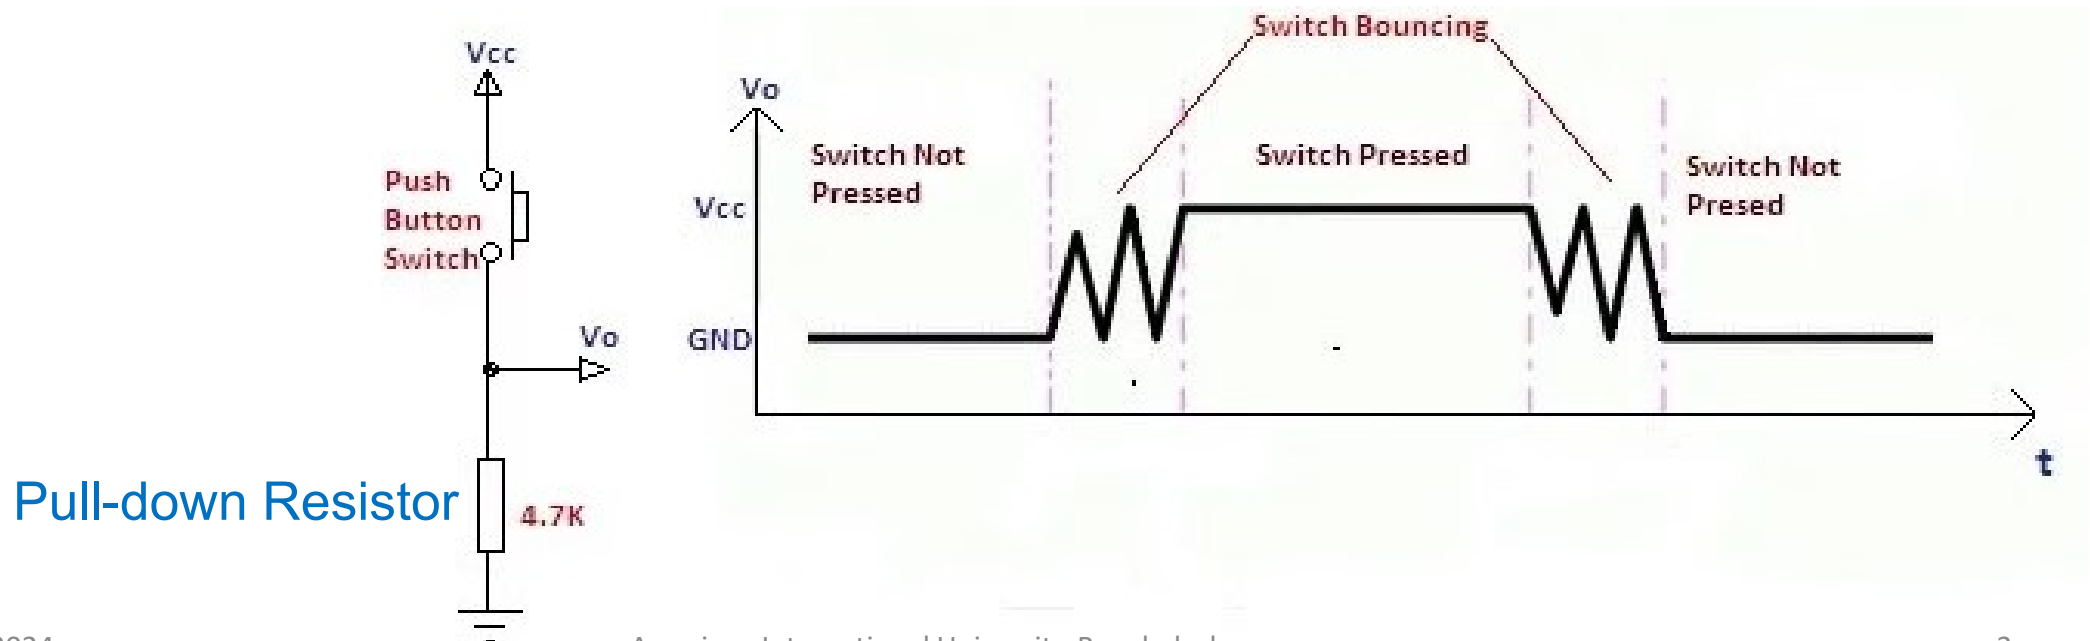 Vcc
Push
Button
Switch
Vo
Pull-down Resistor
4.7K
Switch Bouncing
Vo
Switch Not
Pressed
Switch Pressed
Switch Not
Presed
Vcc
GND
t